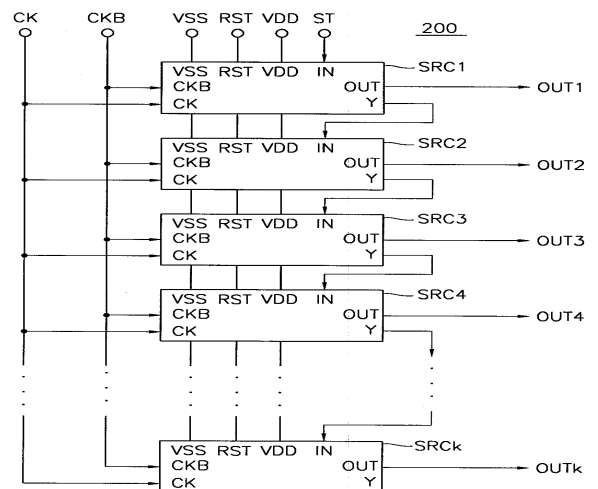 CK CKB VSS RST VDD ST 200
VSS RST VDD IN SRC1
CKB OUT OUT1
CK Y
VSS RST VDD IN SRC2
CKB OUT OUT2
CK Y
VSS RST VDD IN SRC3
CKB OUT OUT3
CK Y
VSS RST VDD IN SRC4
CKB OUT OUT4
CK Y
VSS RST VDD IN SRCk
CKB OUT OUTk
CK Y